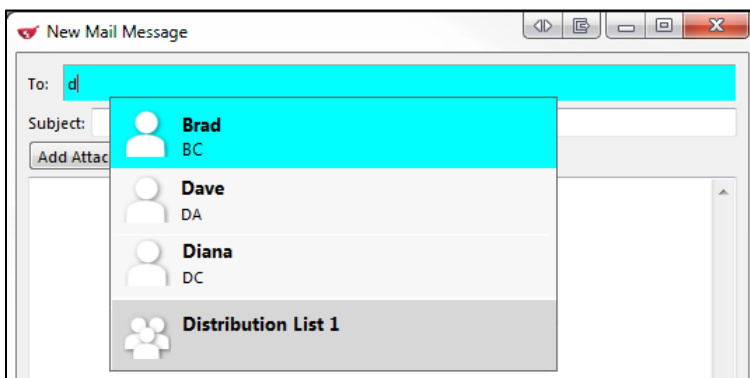 New Mail Message
To: d
Subject:
Add Attac
Brad
BC
Dave
DA
Diana
DC
Distribution List 1